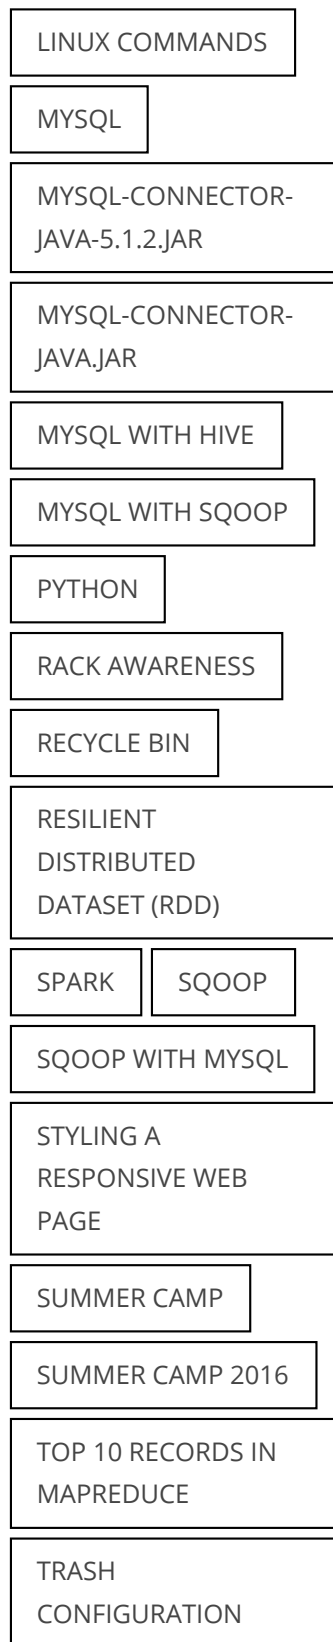 LINUX COMMANDS
MYSQL
MYSQL-CONNECTOR-
JAVA-5.1.2.JAR
MYSQL-CONNECTOR-
JAVA.JAR
MYSQL WITH HIVE
MYSQL WITH SQOOP
PYTHON
RACK AWARENESS
RECYCLE BIN
RESILIENT
DISTRIBUTED
DATASET (RDD)
SPARK SQOOP
SQOOP WITH MYSQL
STYLING A
RESPONSIVE WEB
PAGE
SUMMER CAMP
SUMMER CAMP 2016
TOP 10 RECORDS IN
MAPREDUCE
TRASH
CONFIGURATION